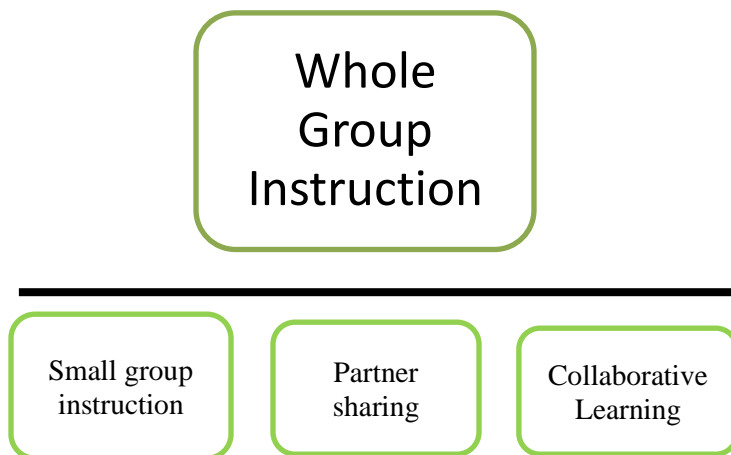 Whole
Group
Instruction
Small group
instruction
Partner
sharing
Collaborative
Learning